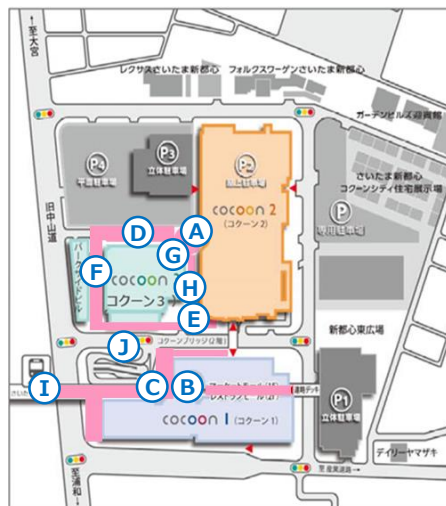 至大宮
レクサスさいたま新都心
フォルクスワーゲンさいたま新都心
ガーデンヒルズ迎賓館
P4
平面駐車場
P3
立体駐車場
cocoon 2
(コクーン2)
さいたま新都心
コクーンシティ住宅展示場
P
専用駐車場
旧中山道
A
D
G
F
H
E
cocoon
コクーン3
コクーンブリッジ(2階)
新都心東広場
J
I
C
B
cocoon 1 (コクーン1)
連絡デッキ
P1
立体駐車場
デイリーヤマザキ
至浦和
至産業道路→